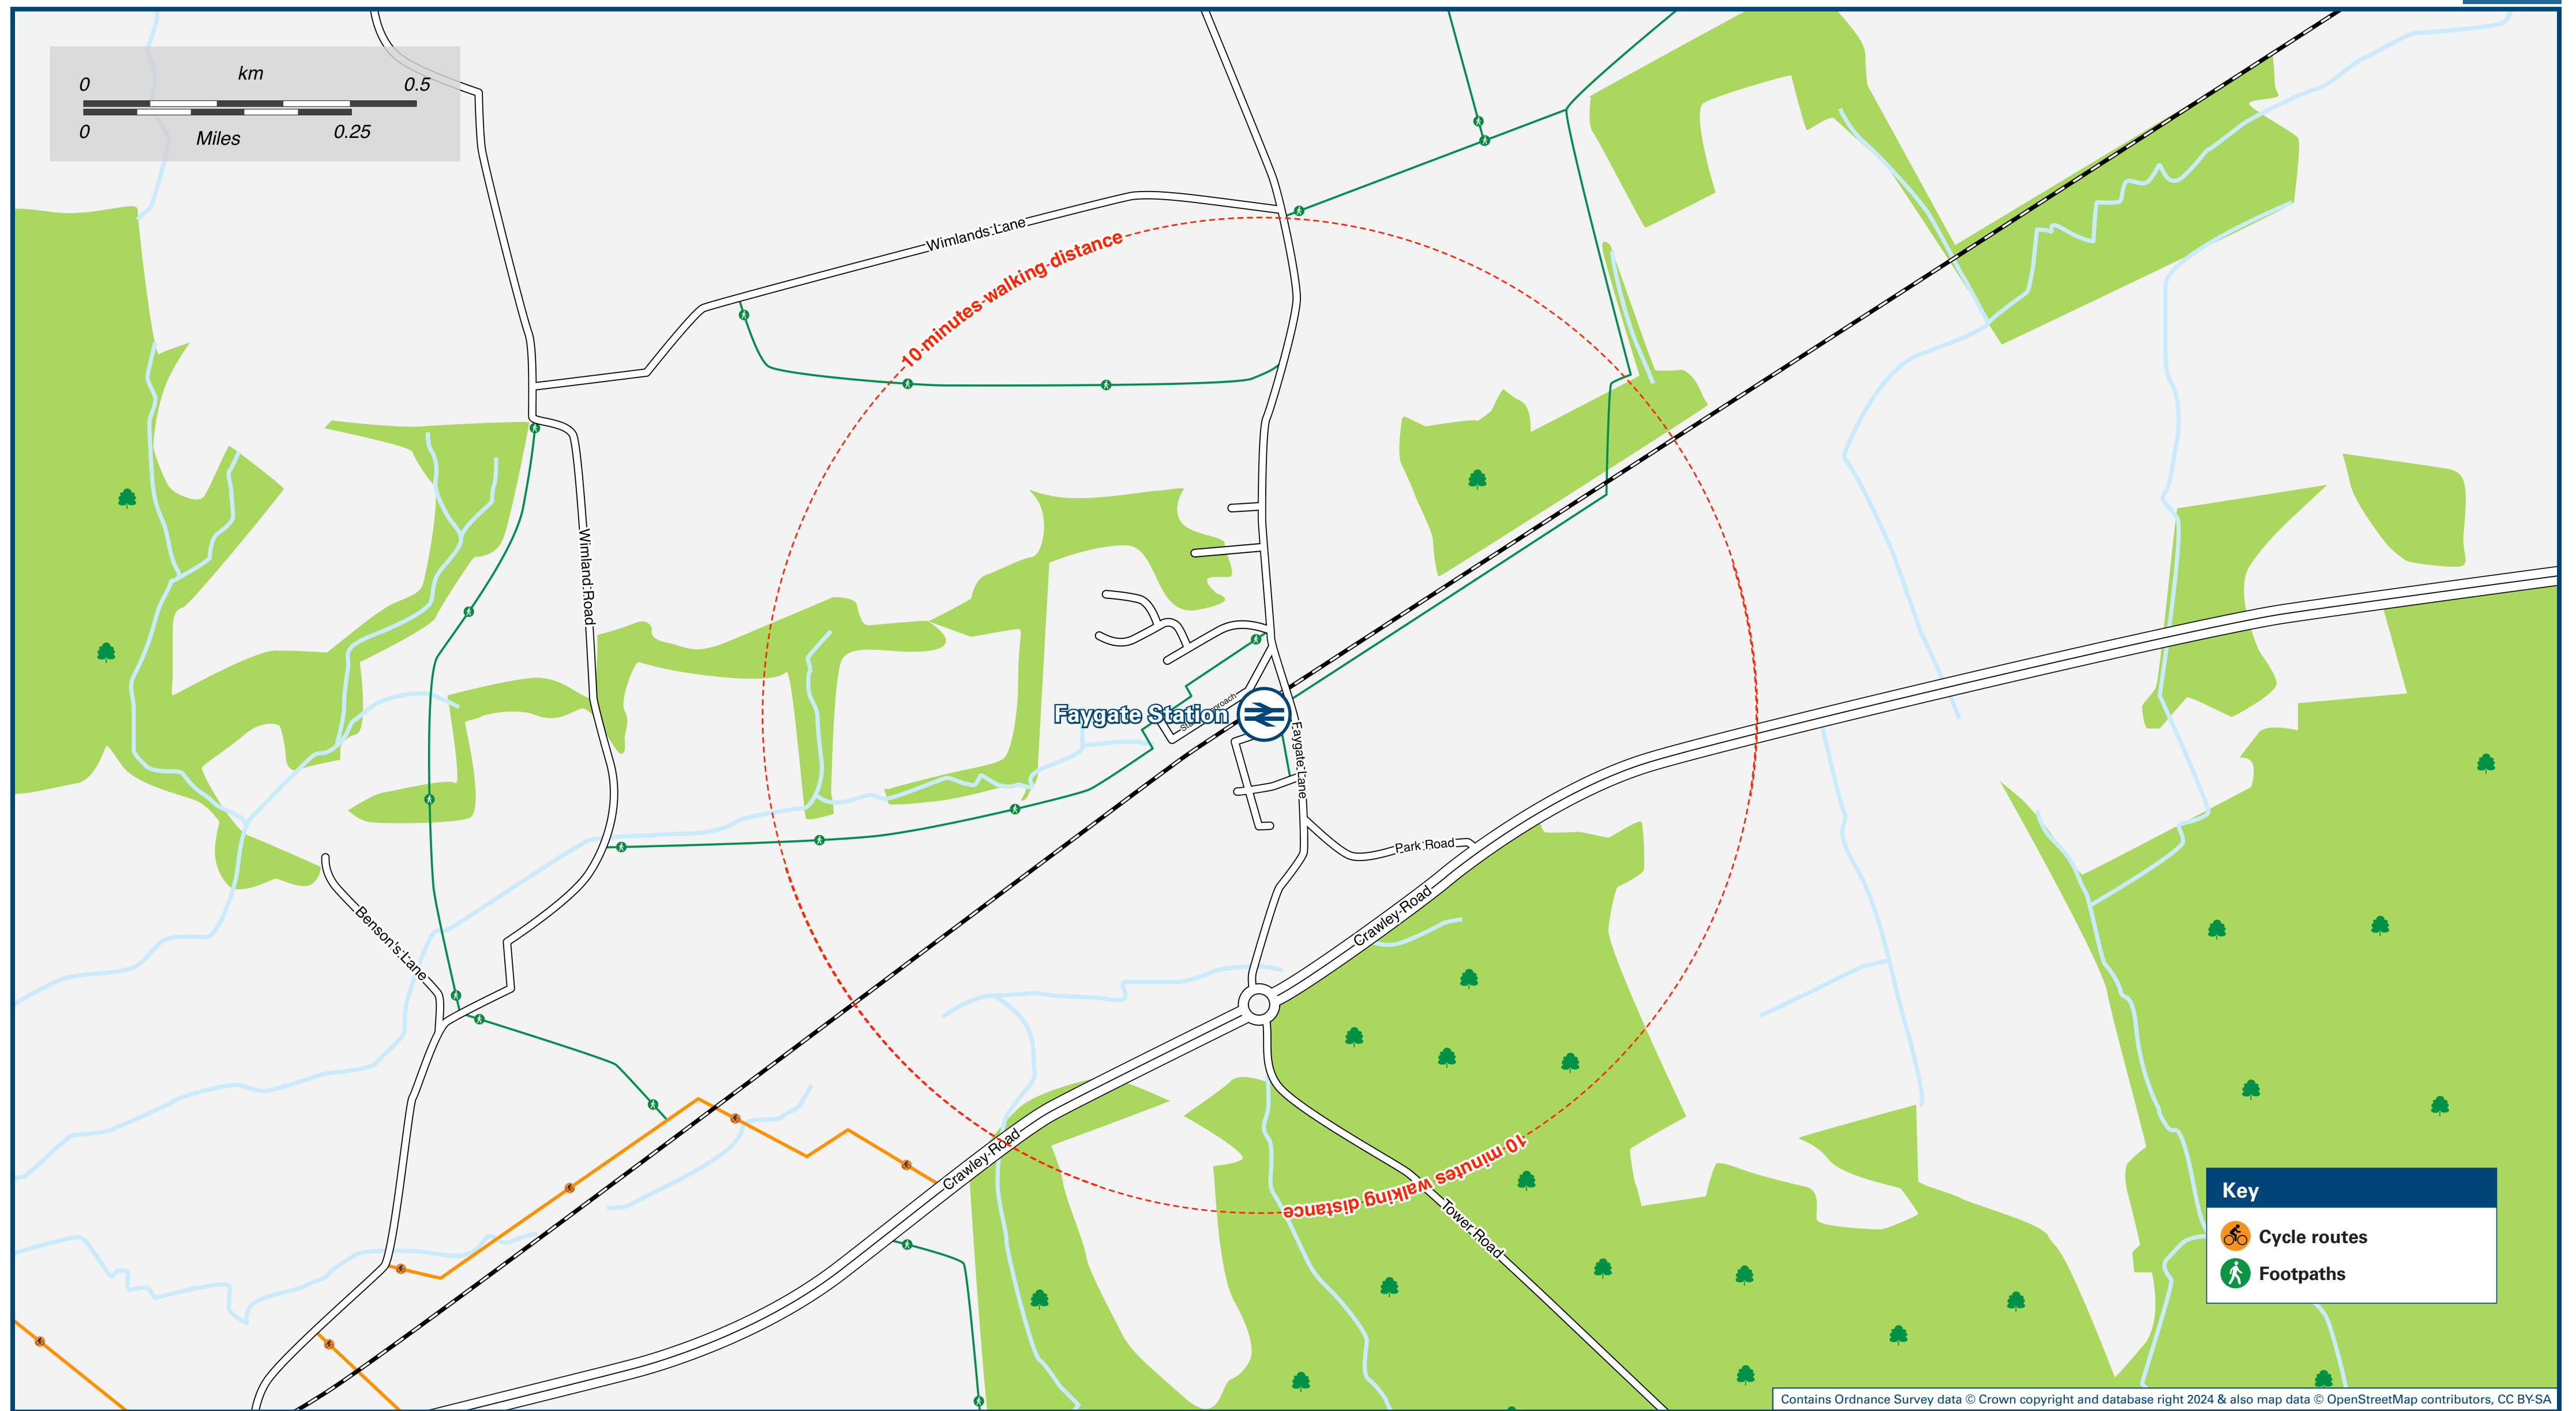 km
0 0.5
0 0.25
Miles
Wimlands Lane
10 minutes walking distance
Wimland Road
Faygate Station
Faygate Lane
Park Road
Crawley Road
Benson's Lane
Crawley Road
10 minutes walking distance
Tower Road
Key
Cycle routes
Footpaths
Contains Ordnance Survey data © Crown copyright and database right 2024 & also map data © OpenStreetMap contributors, CC BY-SA